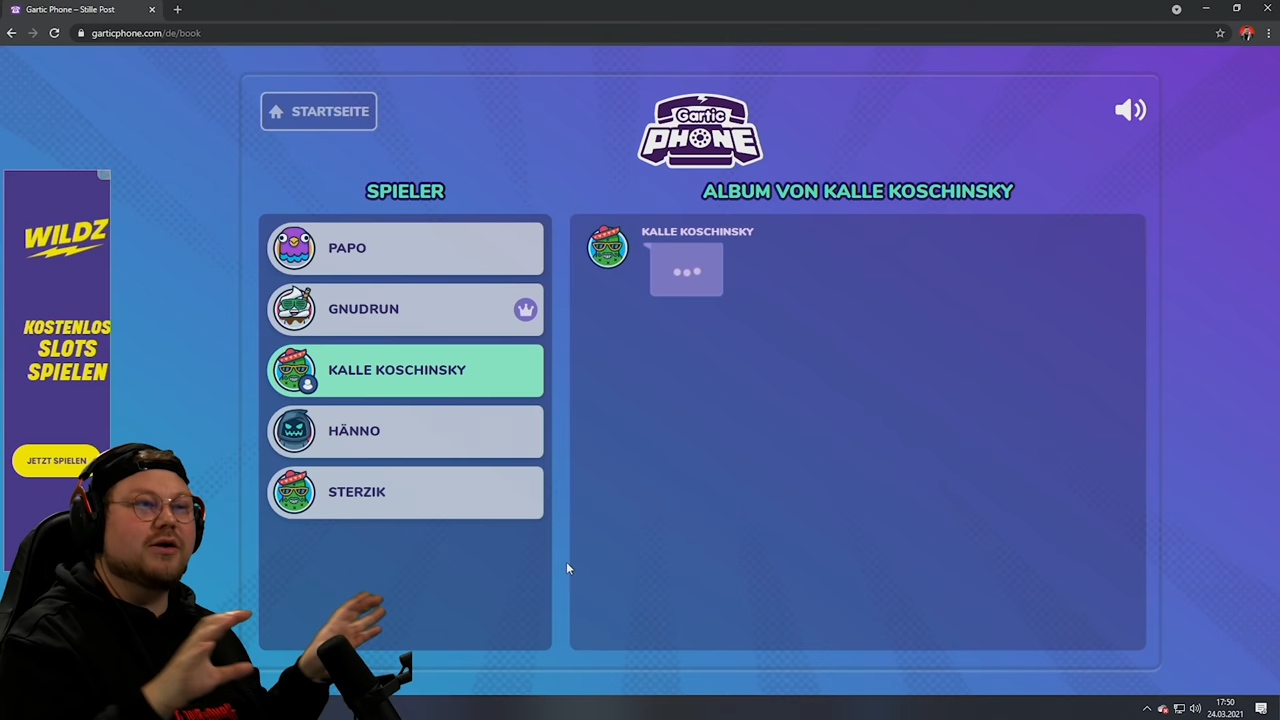 Gartic Phone – Stille Post
garticphone.com/de/book
STARTSEITE
Gartic
PHONE
SPIELER
ALBUM VON KALLE KOSCHINSKY
PAPO
GNUDRUN
KALLE KOSCHINSKY
HÄNNO
STERZIK
KALLE KOSCHINSKY
WILDZ
KOSTENLOS
SLOTS
SPIELEN
JETZT SPIELEN
17:50
24.03.2021